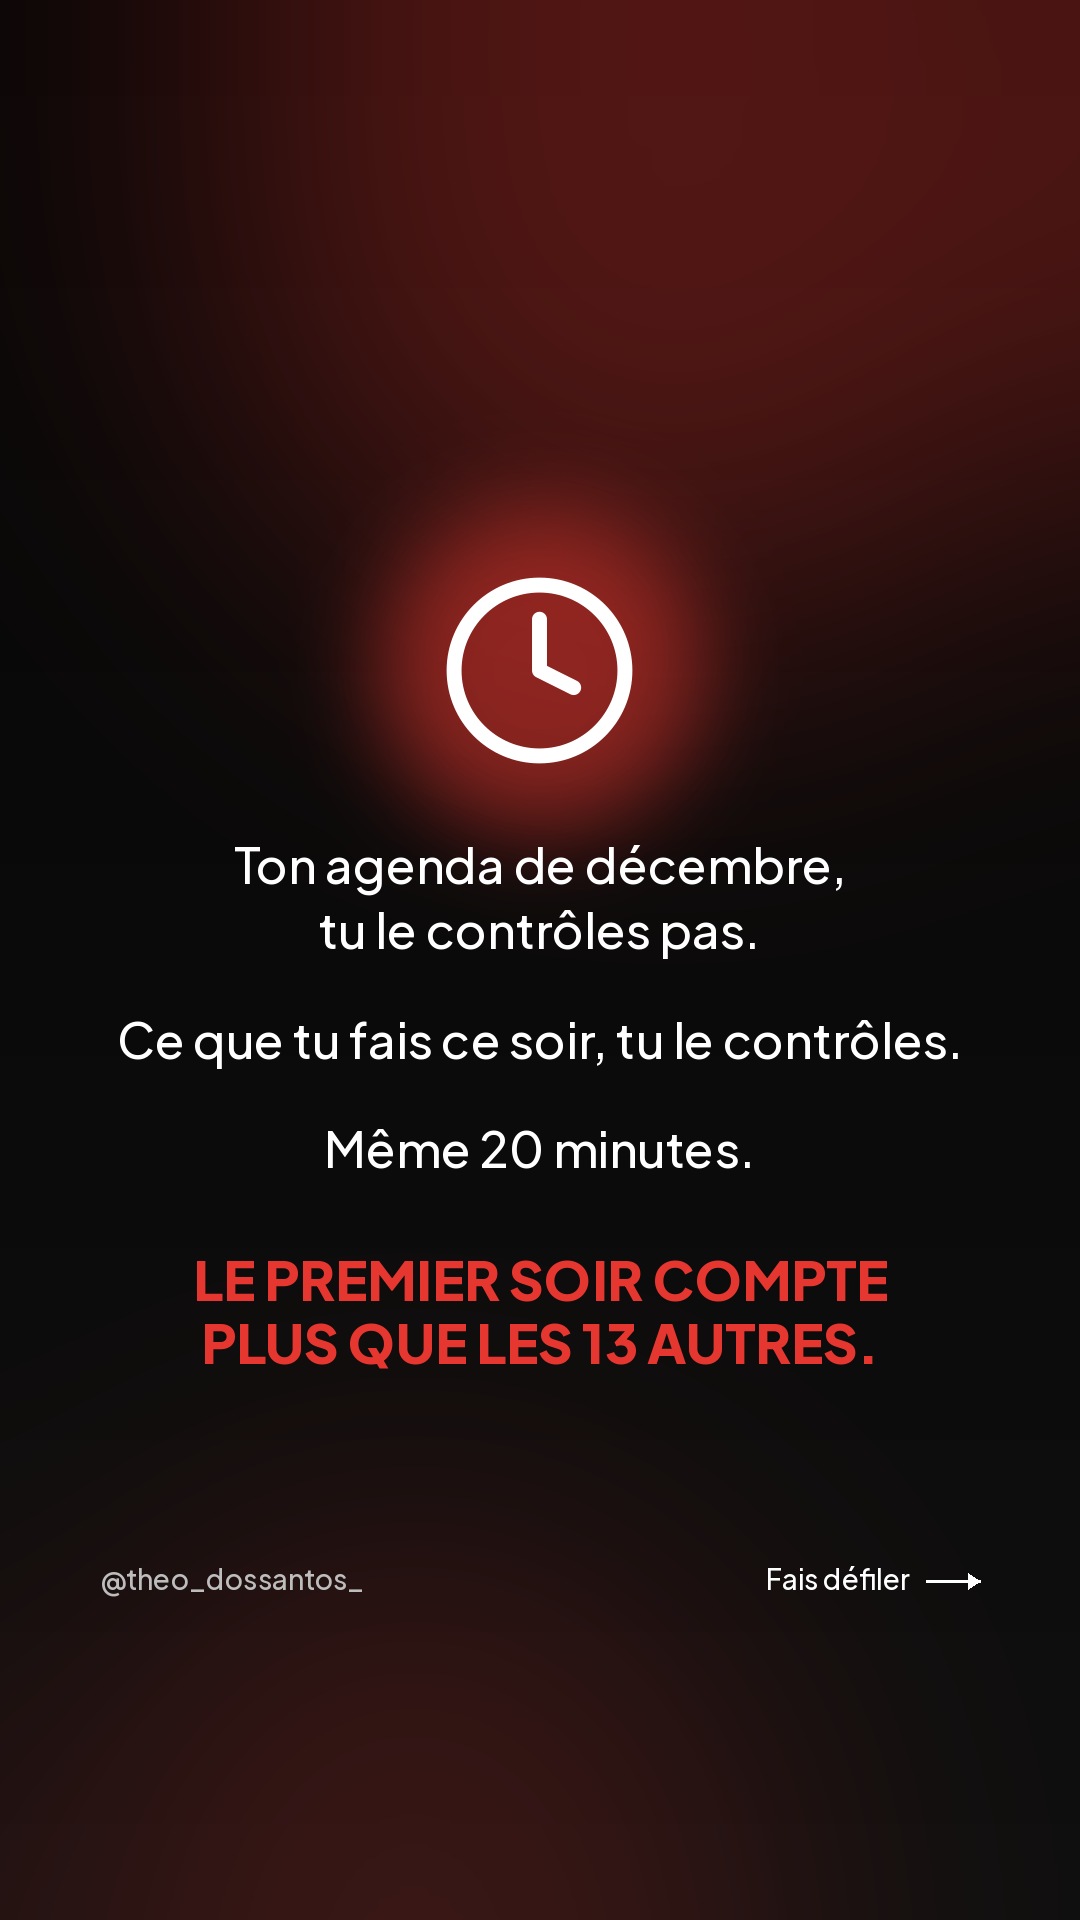 Ton agenda de décembre,
tu le contrôles pas.
Ce que tu fais ce soir, tu le contrôles.
Même 20 minutes.
LE PREMIER SOIR COMPTE
PLUS QUE LES 13 AUTRES.
@theo_dossantos_
Fais défiler